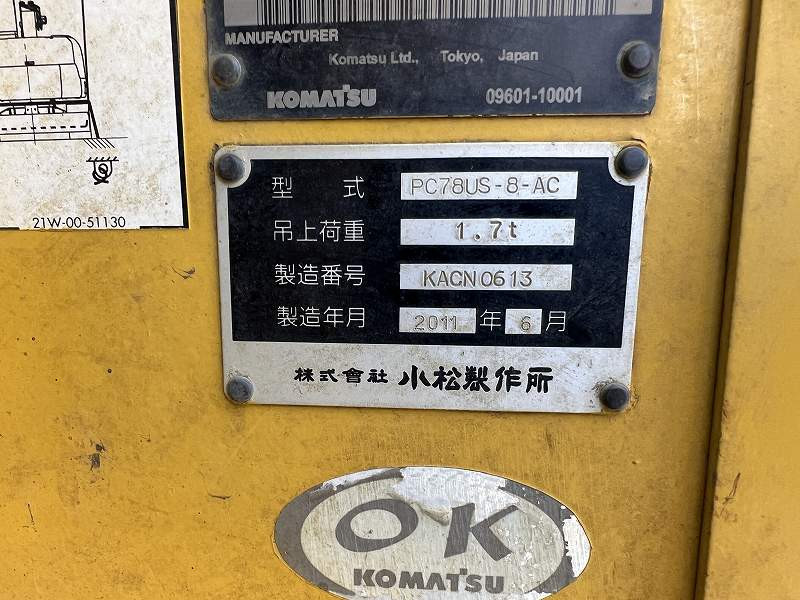 MANUFACTURER
Komatsu Ltd., Tokyo, Japan
KOMATSU 09601-10001
21W-00-51130
型 式 PC78US-8-AC
吊上荷重 1.7t
製造番号 KACN0613
製造年月 2011 年 6 月
株式會社 小松製作所
OK
KOMATSU